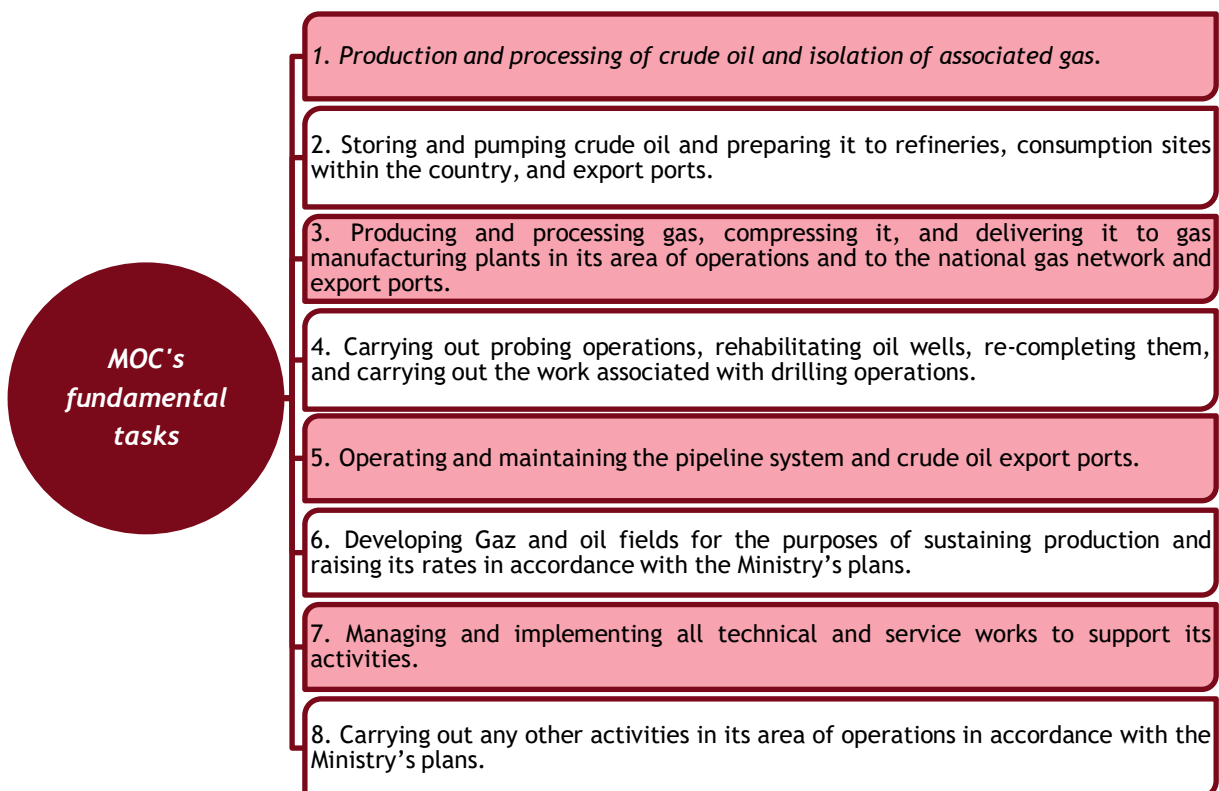 1. Production and processing of crude oil and isolation of associated gas.
2. Storing and pumping crude oil and preparing it to refineries, consumption sites
within the country, and export ports.
3. Producing and processing gas, compressing it, and delivering it to gas
manufacturing plants in its area of operations and to the national gas network and
export ports.
MOC's
fundamental
tasks
4. Carrying out probing operations, rehabilitating oil wells, re-completing them,
and carrying out the work associated with drilling operations.
5. Operating and maintaining the pipeline system and crude oil export ports.
6. Developing Gaz and oil fields for the purposes of sustaining production and
raising its rates in accordance with the Ministry’s plans.
7. Managing and implementing all technical and service works to support its
activities.
8. Carrying out any other activities in its area of operations in accordance with the
Ministry’s plans.